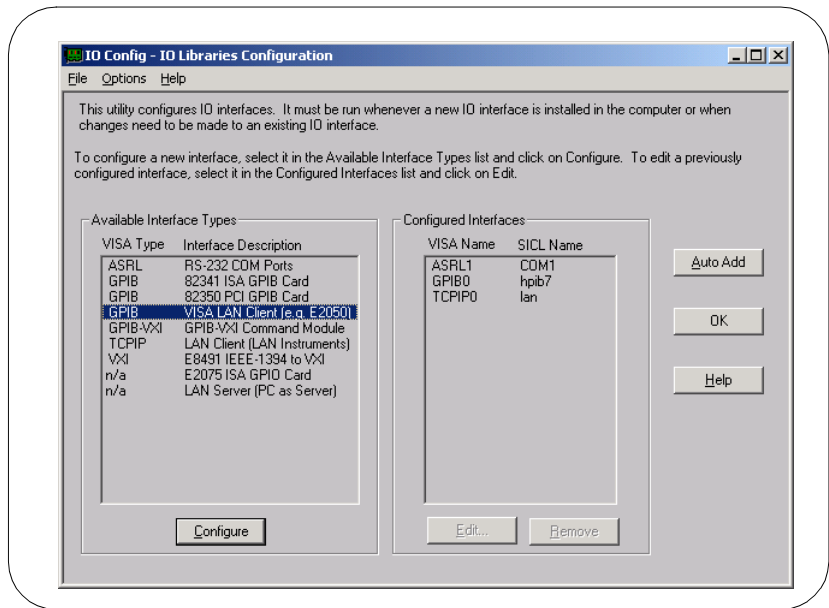 IO Config - IO Libraries Configuration
File Options Help
This utility configures IO interfaces. It must be run whenever a new IO interface is installed in the computer or when
changes need to be made to an existing IO interface.
To configure a new interface, select it in the Available Interface Types list and click on Configure. To edit a previously
configured interface, select it in the Configured Interfaces list and click on Edit.
Available Interface Types
VISA Type Interface Description
ASRL RS-232 COM Ports
GPIB 82341 ISA GPIB Card
GPIB 82350 PCI GPIB Card
GPIB VISA LAN Client (e.g. E2050)
GPIB-VXI GPIB-VXI Command Module
TCPIP LAN Client (LAN Instruments)
VXI E8491 IEEE-1394 to VXI
n/a E2075 ISA GPIO Card
n/a LAN Server (PC as Server)
Configure
Configured Interfaces
VISA Name SICL Name
ASRL1 COM1
GPIB0 hpib7
TCPIP0 lan
Edit... Remove
Auto Add
OK
Help